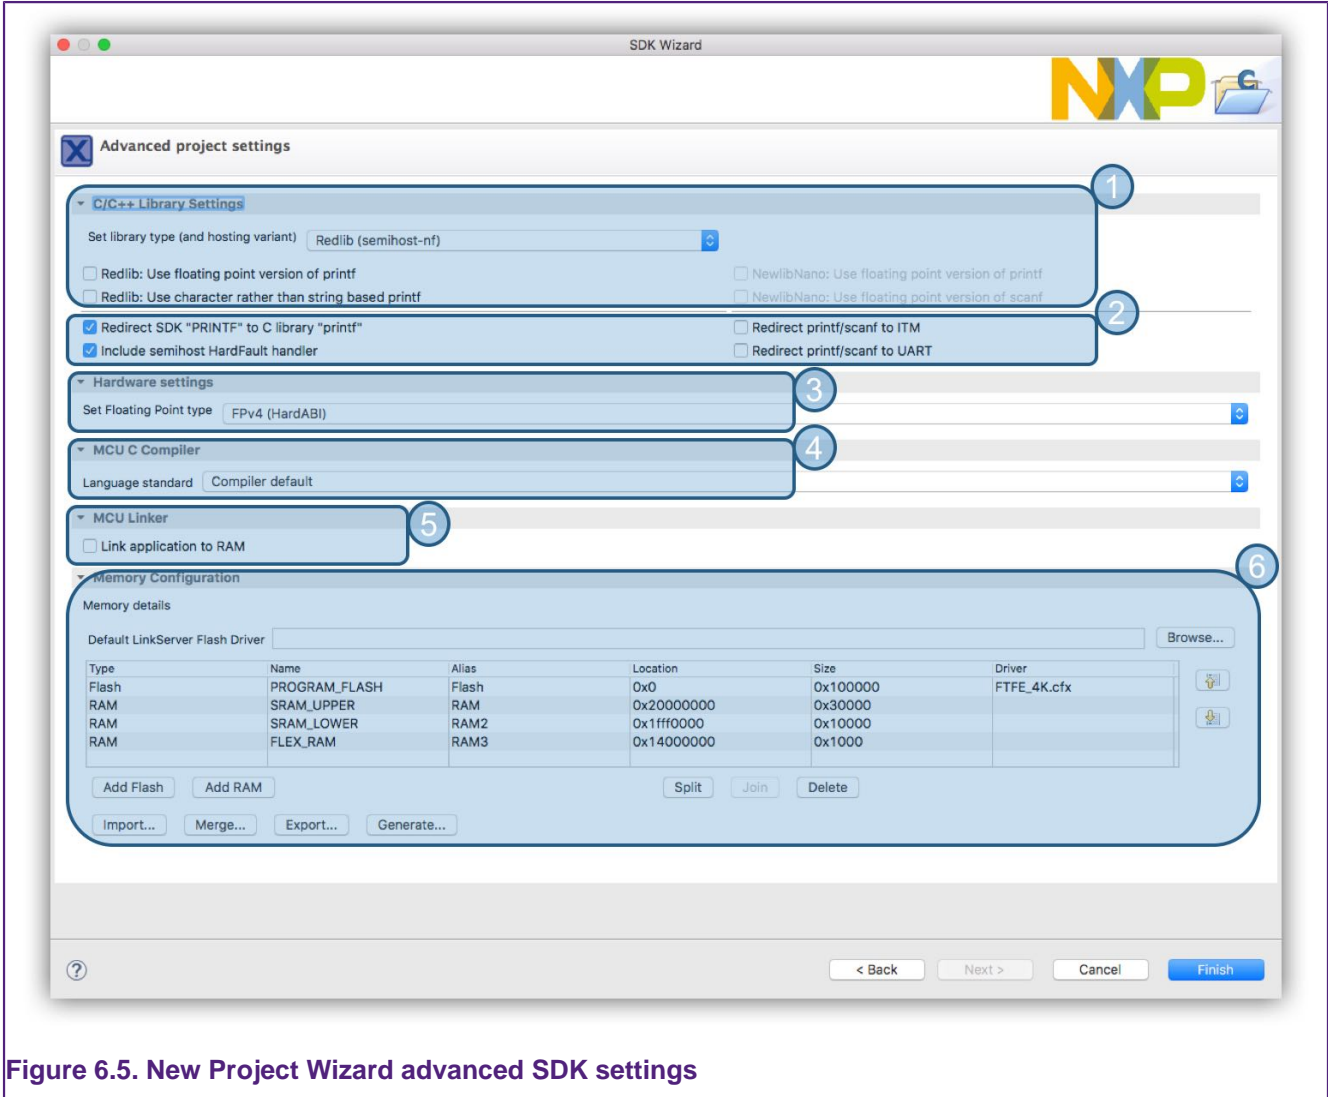 SDK Wizard
NXP
C
X
Advanced project settings
1
C/C++ Library Settings
Set library type (and hosting variant) Redlib (semihost-nf)
Redlib: Use floating point version of printf NewlibNano: Use floating point version of printf
Redlib: Use character rather than string based printf NewlibNano: Use floating point version of scanf
2
Redirect SDK "PRINTF" to C library "printf" Redirect printf/scanf to ITM
Include semihost HardFault handler Redirect printf/scanf to UART
Hardware settings 3
Set Floating Point type FPv4 (HardABI)
MCU C Compiler 4
Language standard Compiler default
MCU Linker 5
Link application to RAM
6
Memory Configuration
Memory details
Default LinkServer Flash Driver Browse...
Type Name Alias Location Size Driver
Flash PROGRAM_FLASH Flash 0x0 0x100000 FTFE_4K.cfx
RAM SRAM_UPPER RAM 0x20000000 0x30000
RAM SRAM_LOWER RAM2 0x1fff0000 0x10000
RAM FLEX_RAM RAM3 0x14000000 0x1000
Add Flash Add RAM Split Join Delete
Import... Merge... Export... Generate...
? < Back Next > Cancel Finish
Figure 6.5. New Project Wizard advanced SDK settings